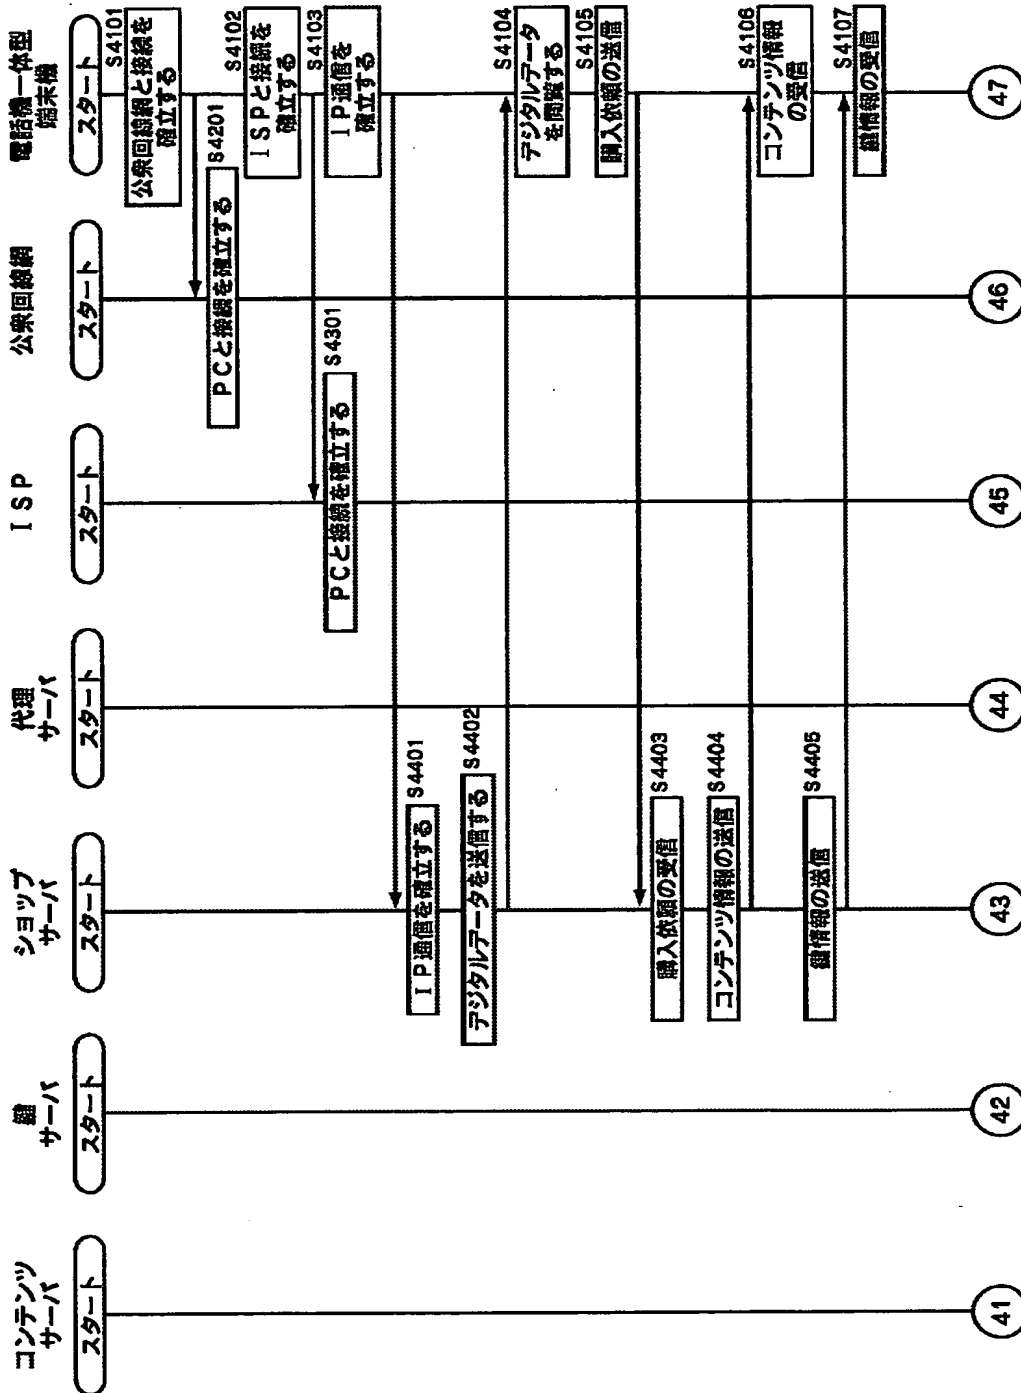 コンテンツ
サーバ
スタート
41
鍵
サーバ
スタート
42
ショップ
サーバ
スタート
IP通信を確立する
S4401
デジタルデータを送信する
S4402
購入依頼の受信
S4403
コンテンツ情報の送信
S4404
鍵情報の送信
S4405
43
代理
サーバ
スタート
44
ISP
スタート
PCと接続を確立する
S4301
45
公衆回線網
スタート
PCと接続を確立する
S4201
46
電話機一体型
端末機
スタート
S4101
公衆回線網と接続を
確立する
S4102
ISPと接続を
確立する
S4103
IP通信を
確立する
S4104
デジタルデータ
を閲覧する
S4105
購入依頼の送信
S4106
コンテンツ情報
の受信
S4107
鍵情報の受信
47